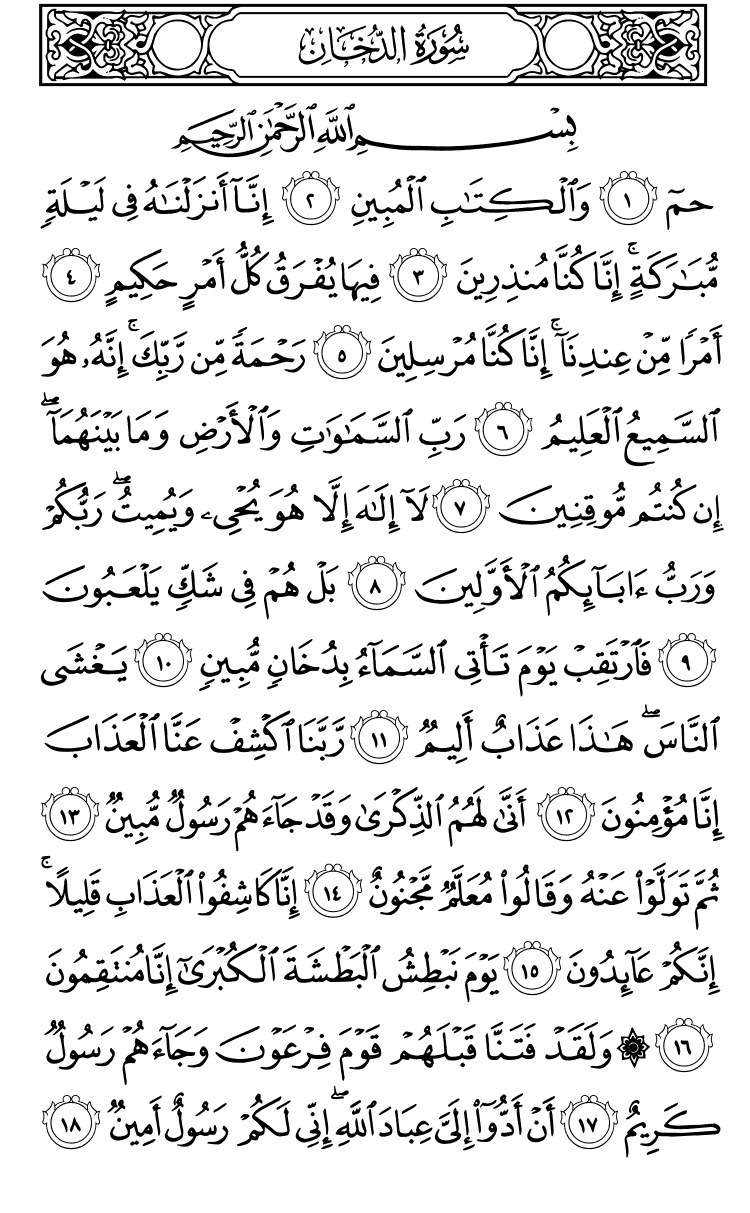 سُورَةُ الدُّخَانِ
بِسْمِ ٱللَّهِ ٱلرَّحْمَٰنِ ٱلرَّحِيمِ
حمٓ ١ وَٱلْكِتَٰبِ ٱلْمُبِينِ ٢ إِنَّآ أَنزَلْنَٰهُ فِى لَيْلَةٍ
مُّبَٰرَكَةٍ ۚ إِنَّا كُنَّا مُنذِرِينَ ٣ فِيهَا يُفْرَقُ كُلُّ أَمْرٍ حَكِيمٍ ٤
أَمْرًا مِّنْ عِندِنَآ ۚ إِنَّا كُنَّا مُرْسِلِينَ ٥ رَحْمَةً مِّن رَّبِّكَ ۚ إِنَّهُۥ هُوَ
ٱلسَّمِيعُ ٱلْعَلِيمُ ٦ رَبِّ ٱلسَّمَٰوَٰتِ وَٱلْأَرْضِ وَمَا بَيْنَهُمَآ ۖ
إِن كُنتُم مُّوقِنِينَ ٧ لَآ إِلَٰهَ إِلَّا هُوَ يُحْىِۦ وَيُمِيتُ ۖ رَبُّكُمْ
وَرَبُّ ءَابَآئِكُمُ ٱلْأَوَّلِينَ ٨ بَلْ هُمْ فِى شَكٍّ يَلْعَبُونَ
٩ فَٱرْتَقِبْ يَوْمَ تَأْتِى ٱلسَّمَآءُ بِدُخَانٍ مُّبِينٍ ١٠ يَغْشَى
ٱلنَّاسَ ۖ هَٰذَا عَذَابٌ أَلِيمٌ ١١ رَّبَّنَا ٱكْشِفْ عَنَّا ٱلْعَذَابَ
إِنَّا مُؤْمِنُونَ ١٢ أَنَّىٰ لَهُمُ ٱلذِّكْرَىٰ وَقَدْ جَآءَهُمْ رَسُولٌ مُّبِينٌ ١٣
ثُمَّ تَوَلَّوْا۟ عَنْهُ وَقَالُوا۟ مُعَلَّمٌ مَّجْنُونٌ ١٤ إِنَّا كَاشِفُوا۟ ٱلْعَذَابِ قَلِيلًا ۚ
إِنَّكُمْ عَآئِدُونَ ١٥ يَوْمَ نَبْطِشُ ٱلْبَطْشَةَ ٱلْكُبْرَىٰٓ إِنَّا مُنتَقِمُونَ
١٦ ۞ وَلَقَدْ فَتَنَّا قَبْلَهُمْ قَوْمَ فِرْعَوْنَ وَجَآءَهُمْ رَسُولٌ
كَرِيمٌ ١٧ أَنْ أَدُّوٓا۟ إِلَىَّ عِبَادَ ٱللَّهِ ۖ إِنِّى لَكُمْ رَسُولٌ أَمِينٌ ١٨